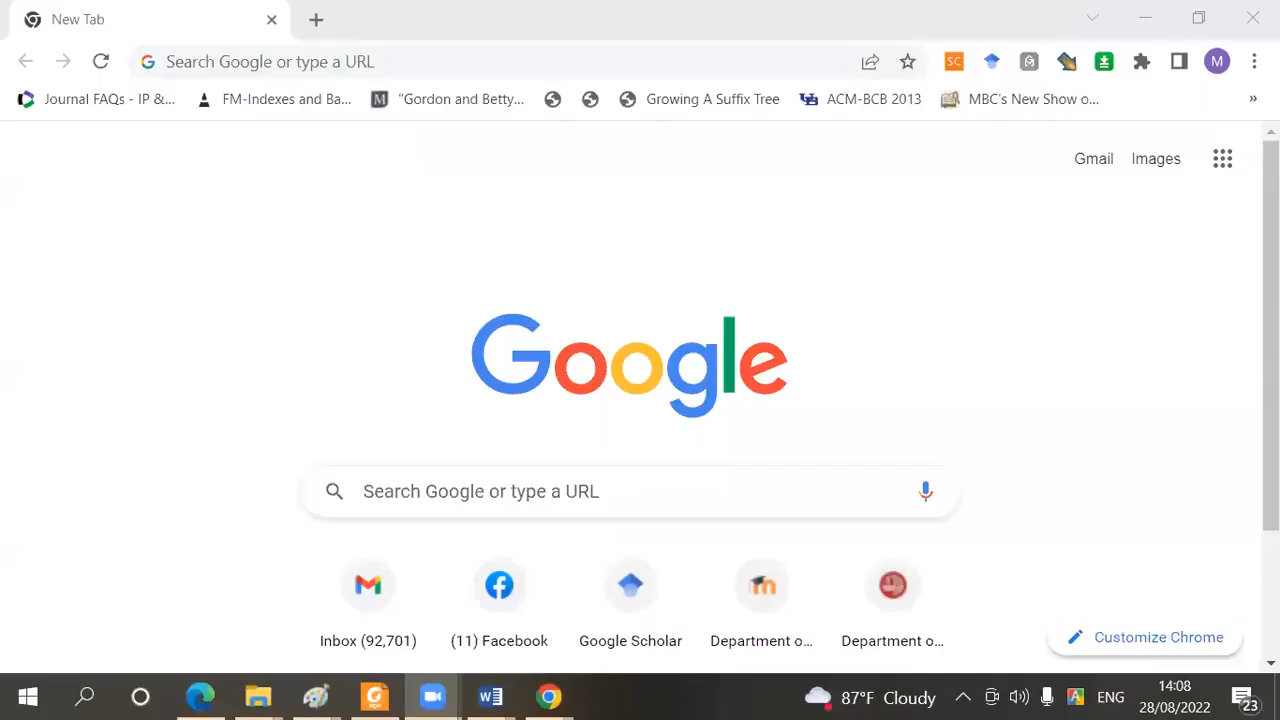 New Tab
Search Google or type a URL
SC
M
Journal FAQs - IP &...
FM-Indexes and Ba...
"Gordon and Betty...
Growing A Suffix Tree
ACM-BCB 2013
MBC's New Show o...
»
Gmail
Images
Google
Search Google or type a URL
Inbox (92,701)
(11) Facebook
Google Scholar
Department o...
Department o...
Customize Chrome
87°F Cloudy
ENG
14:08
28/08/2022
23